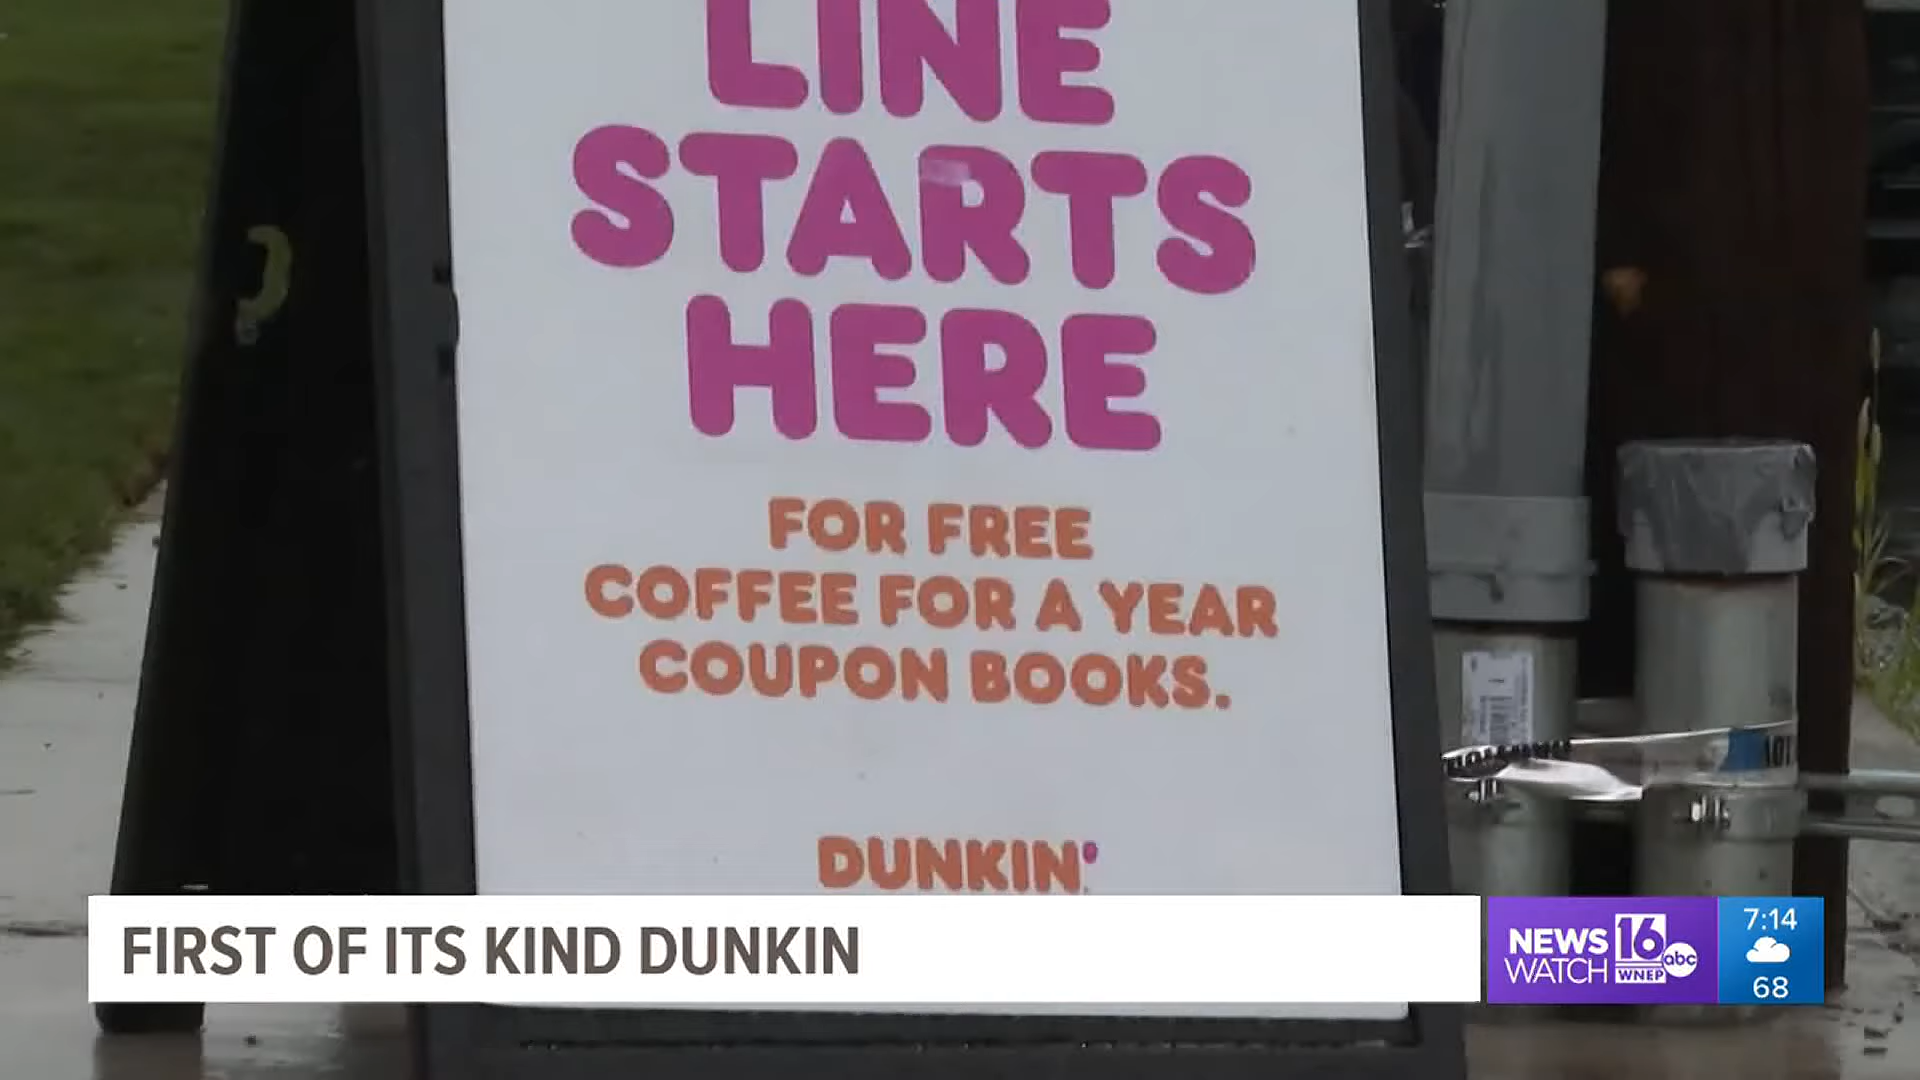 LINE
STARTS
HERE
FOR FREE
COFFEE FOR A YEAR
COUPON BOOKS.
DUNKIN'
FIRST OF ITS KIND DUNKIN
NEWS
WATCH
16
WNEP
abc
7:14
68